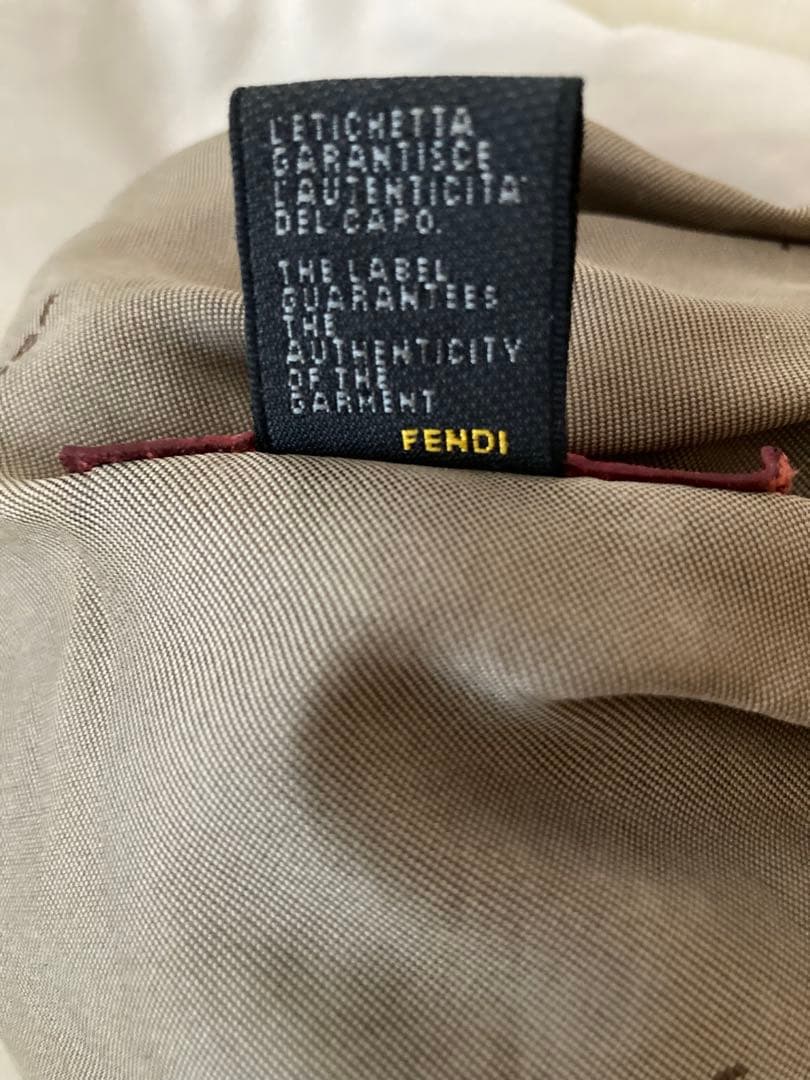 L'ETICHETTA
GARANTISCE
L'AUTENTICITA'
DEL CAPO.
THE LABEL
GUARANTEES
THE
AUTHENTICITY
OF THE
GARMENT
FENDI